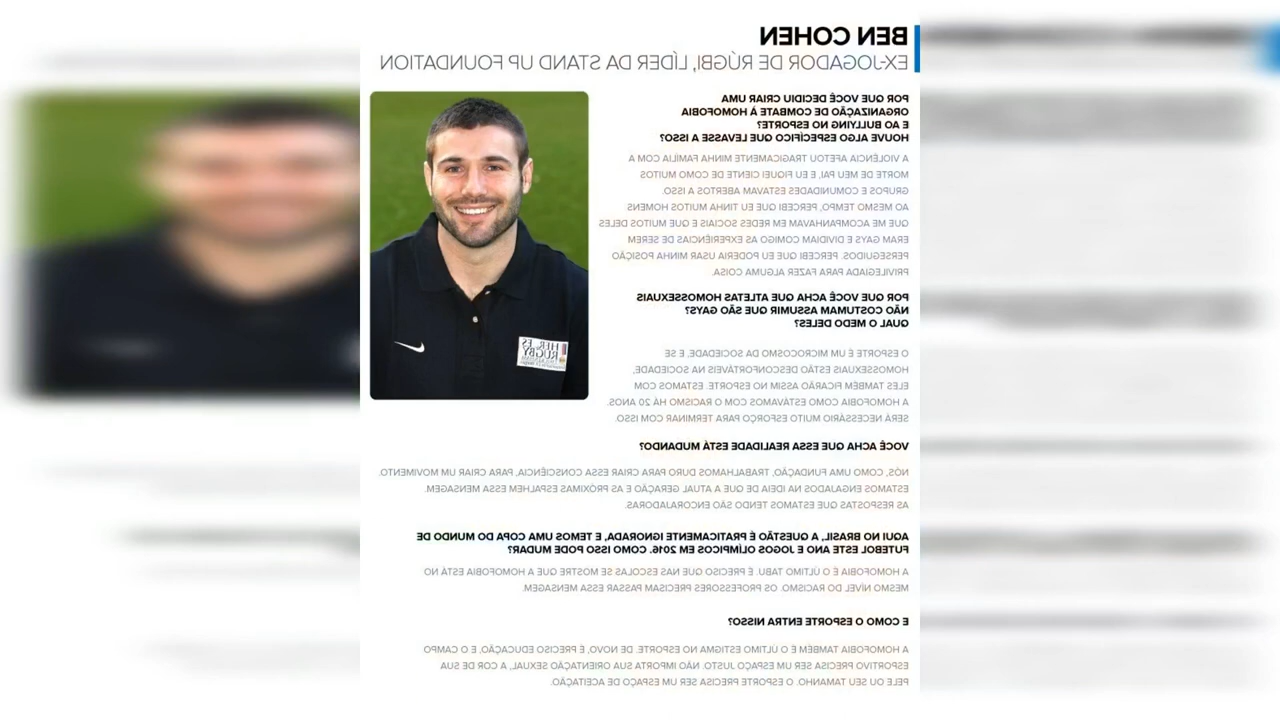 BEN COHEN
EX-JOGADOR DE RÚGBI, LÍDER DA STAND UP FOUNDATION
POR QUE VOCÊ DECIDIU CRIAR UMA
ORGANIZAÇÃO DE COMBATE À HOMOFOBIA
E AO BULLYING NO ESPORTE?
HOUVE ALGO ESPECÍFICO QUE LEVASSE A ISSO?
A VIOLÊNCIA AFETOU TRAGICAMENTE MINHA FAMÍLIA COM A
MORTE DE MEU PAI, E EU FIQUEI CIENTE DE COMO MUITOS
GRUPOS E COMUNIDADES ESTAVAM ABERTOS A ISSO.
AO MESMO TEMPO, PERCEBI QUE EU TINHA MUITOS HOMENS
QUE ME ACOMPANHAVAM EM REDES SOCIAIS E QUE MUITOS DELES
ERAM GAYS E DIVIDIAM COMIGO AS EXPERIÊNCIAS DE SEREM
PERSEGUIDOS. PERCEBI QUE EU PODERIA USAR MINHA POSIÇÃO
PRIVILEGIADA PARA FAZER ALGUMA COISA.
POR QUE VOCÊ ACHA QUE ATLETAS HOMOSSEXUAIS
NÃO COSTUMAM ASSUMIR QUE SÃO GAYS?
QUAL O MEDO DELES?
O ESPORTE É UM MICROCOSMO DA SOCIEDADE, E SE
HOMOSSEXUAIS ESTÃO DESCONFORTÁVEIS NA SOCIEDADE,
ELES TAMBÉM FICARÃO ASSIM NO ESPORTE. ESTAMOS COM
A HOMOFOBIA COMO ESTÁVAMOS COM O RACISMO HÁ 20 ANOS.
SERÁ NECESSÁRIO MUITO ESFORÇO PARA TERMINAR COM ISSO.
VOCÊ ACHA QUE ESSA REALIDADE ESTÁ MUDANDO?
NÓS, COMO UMA FUNDAÇÃO, TRABALHAMOS DURO PARA CRIAR ESSA CONSCIÊNCIA, PARA CRIAR UM MOVIMENTO.
ESTAMOS ENGAJADOS NA IDEIA DE QUE A ATUAL GERAÇÃO E AS PRÓXIMAS ESPALHEM ESSA MENSAGEM.
AS RESPOSTAS QUE ESTAMOS TENDO SÃO ENCORAJADORAS.
AQUI NO BRASIL, A QUESTÃO É PRATICAMENTE IGNORADA, E TEMOS UMA COPA DO MUNDO DE
FUTEBOL ESTE ANO E JOGOS OLÍMPICOS EM 2016. COMO ISSO PODE MUDAR?
A HOMOFOBIA É O ÚLTIMO TABU. É PRECISO QUE NAS ESCOLAS SE MOSTRE QUE A HOMOFOBIA ESTÁ NO
MESMO NÍVEL DO RACISMO. OS PROFESSORES PRECISAM PASSAR ESSA MENSAGEM.
E COMO O ESPORTE ENTRA NISSO?
A HOMOFOBIA TAMBÉM É O ÚLTIMO ESTIGMA NO ESPORTE. DE NOVO, É PRECISO EDUCAÇÃO, E O CAMPO
ESPORTIVO PRECISA SER UM ESPAÇO JUSTO. NÃO IMPORTA SUA ORIENTAÇÃO SEXUAL, A COR DE SUA
PELE OU SEU TAMANHO. O ESPORTE PRECISA SER UM ESPAÇO DE ACEITAÇÃO.
RUGBY